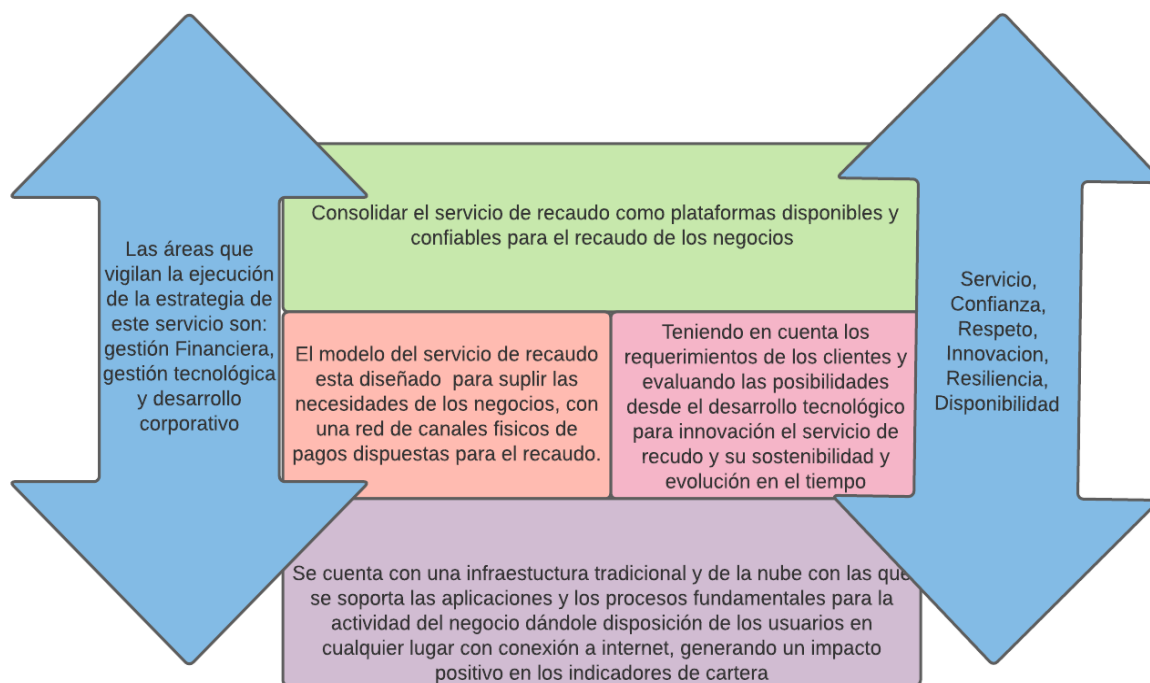 Las áreas que
vigilan la ejecución
de la estrategia de
este servicio son:
gestión Financiera,
gestión tecnológica
y desarrollo
corporativo
Consolidar el servicio de recaudo como plataformas disponibles y
confiables para el recaudo de los negocios
El modelo del servicio de recaudo
esta diseñado para suplir las
necesidades de los negocios, con
una red de canales fisicos de
pagos dispuestas para el recaudo.
Teniendo en cuenta los
requerimientos de los clientes y
evaluando las posibilidades
desde el desarrollo tecnológico
para innovación el servicio de
recudo y su sostenibilidad y
evolución en el tiempo
Se cuenta con una infraestuctura tradicional y de la nube con las que
se soporta las aplicaciones y los procesos fundamentales para la
actividad del negocio dándole disposición de los usuarios en
cualquier lugar con conexión a internet, generando un impacto
positivo en los indicadores de cartera
Servicio,
Confianza,
Respeto,
Innovacion,
Resiliencia,
Disponibilidad